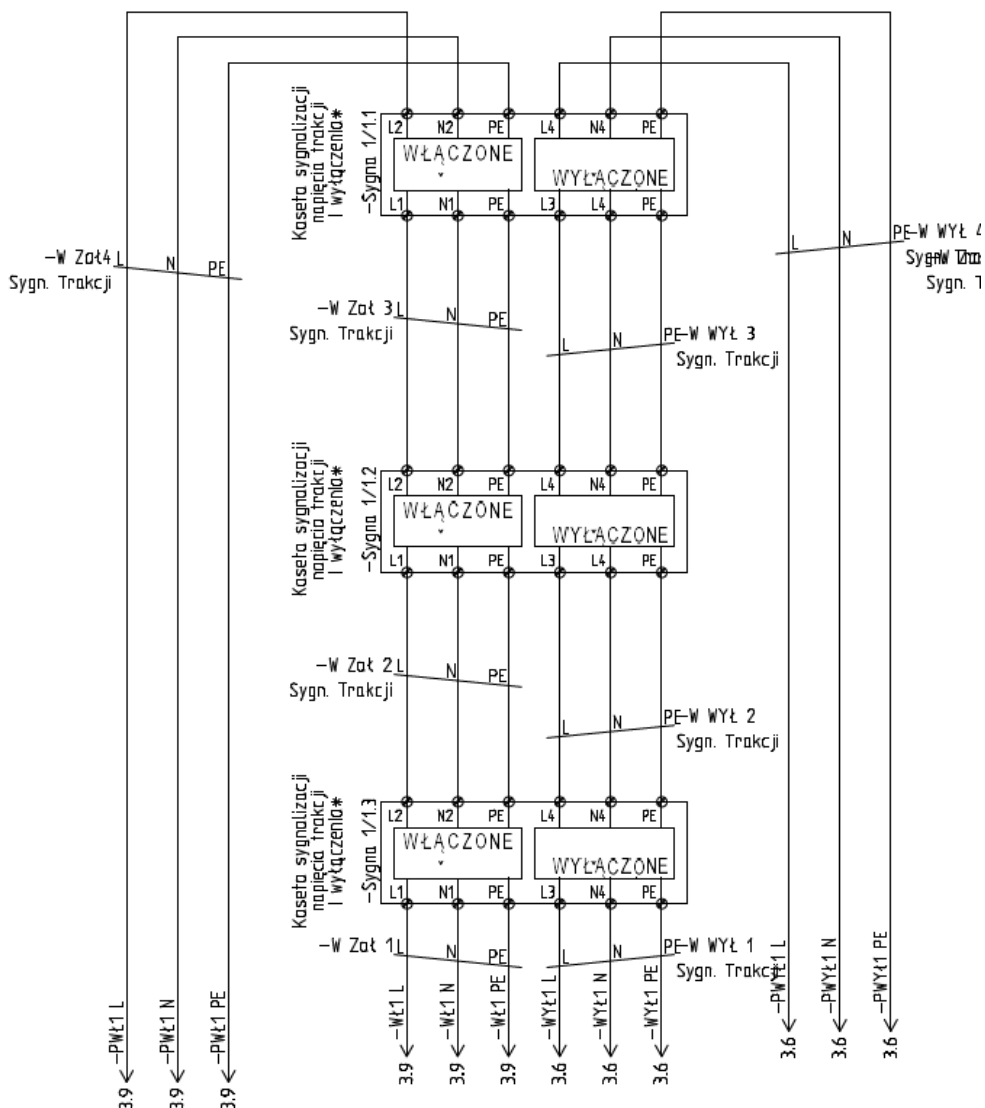 L2 N2 PE L4 N4 PE
WŁĄCZONE
WYŁĄCZONE
L1 N1 PE L3 L4 PE
Kaseta sygnalizacji
napięcia trakcji
I wyłączenia*
-Sygna 1/1.1
-W Zał4 L N PE
Sygn. Trakcji
L N PE -W WYŁ 4
Sygn. T
-W Zał 3 L N PE
Sygn. Trakcji
L N PE -W WYŁ 3
Sygn. Trakcji
L2 N2 PE L4 N4 PE
WŁĄCZONE
WYŁĄCZONE
L1 N1 PE L3 L4 PE
Kaseta sygnalizacji
napięcia trakcji
I wyłączenia*
-Sygna 1/1.2
-W Zał 2 L N PE
Sygn. Trakcji
L N PE -W WYŁ 2
Sygn. Trakcji
L2 N2 PE L4 N4 PE
WŁĄCZONE
WYŁĄCZONE
L1 N1 PE L3 N4 PE
Kaseta sygnalizacji
napięcia trakcji
I wyłączenia*
-Sygna 1/1.3
-W Zał 1 L N PE
L N PE -W WYŁ 1
Sygn. Trakcji
-PWŁ1 L
-PWŁ1 N
-PWŁ1 PE
-WŁ1 L
-WŁ1 N
-WŁ1 PE
-WYŁ1 L
-WYŁ1 N
-WYŁ1 PE
-PWYŁ1 L
-PWYŁ1 N
-PWYŁ1 PE
3.9 3.9 3.9 3.9 3.9 3.9 3.6 3.6 3.6 3.6 3.6 3.6